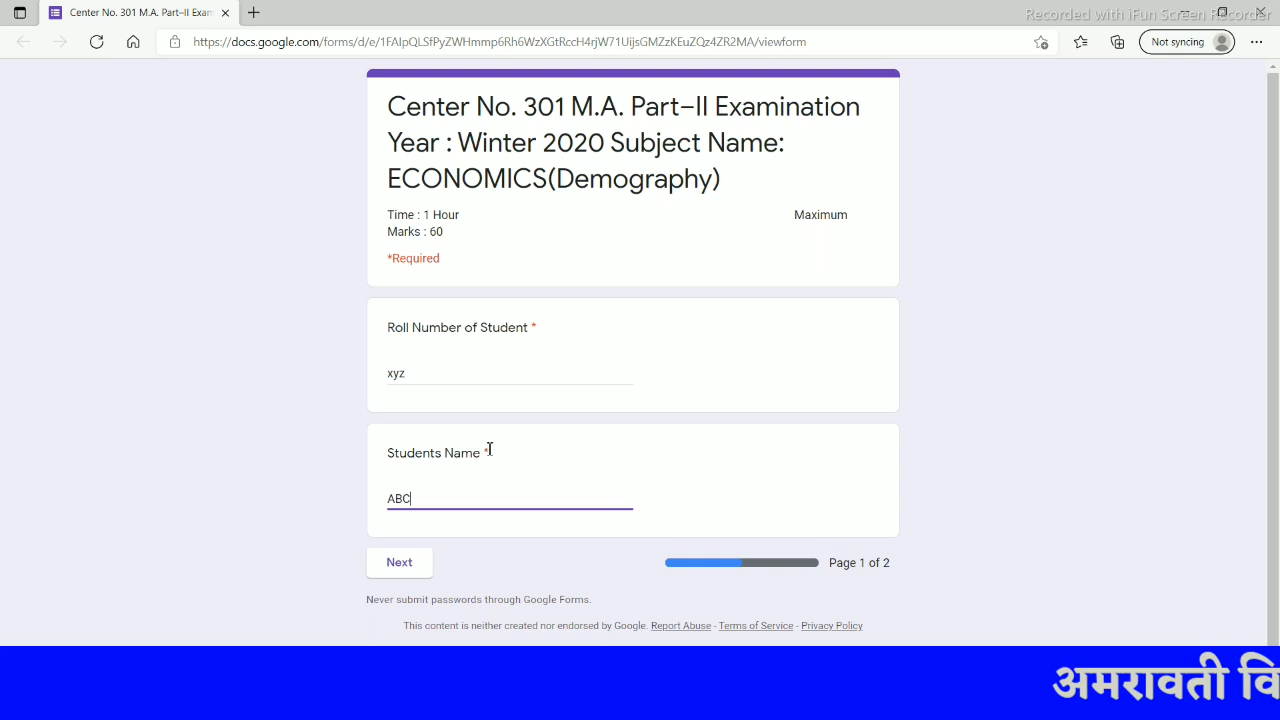 Center No. 301 M.A. Part–II Exam
Recorded with iFun Screen Recorder
https://docs.google.com/forms/d/e/1FAIpQLSfPyZWHmmp6Rh6WzXGtRccH4rjW71UijsGMZzKEuZQz4ZR2MA/viewform
Not syncing
Center No. 301 M.A. Part–II Examination
Year : Winter 2020 Subject Name:
ECONOMICS(Demography)
Time : 1 Hour Maximum
Marks : 60
*Required
Roll Number of Student *
xyz
Students Name *
ABC
Next
Page 1 of 2
Never submit passwords through Google Forms.
This content is neither created nor endorsed by Google. Report Abuse - Terms of Service - Privacy Policy
अमरावती वि